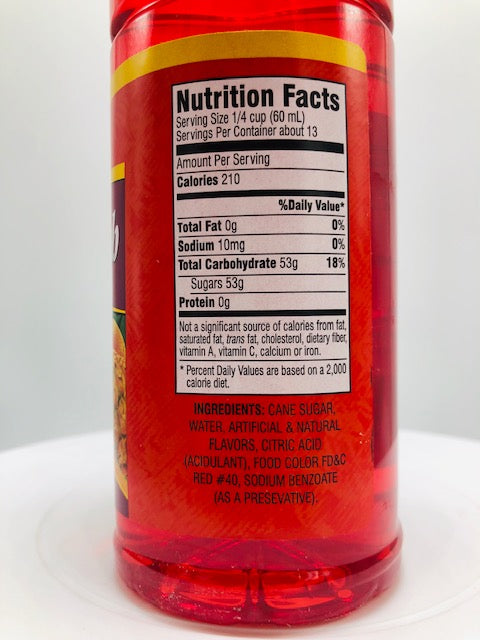 Nutrition Facts
Serving Size 1/4 cup (60 mL)
Servings Per Container about 13
Amount Per Serving
Calories 210
%Daily Value*
Total Fat 0g 0%
Sodium 10mg 0%
Total Carbohydrate 53g 18%
Sugars 53g
Protein 0g
Not a significant source of calories from fat,
saturated fat, trans fat, cholesterol, dietary fiber,
vitamin A, vitamin C, calcium or iron.
* Percent Daily Values are based on a 2,000
calorie diet.
INGREDIENTS: CANE SUGAR,
WATER, ARTIFICIAL & NATURAL
FLAVORS, CITRIC ACID
(ACIDULANT), FOOD COLOR FD&C
RED #40, SODIUM BENZOATE
(AS A PRESEVATIVE).